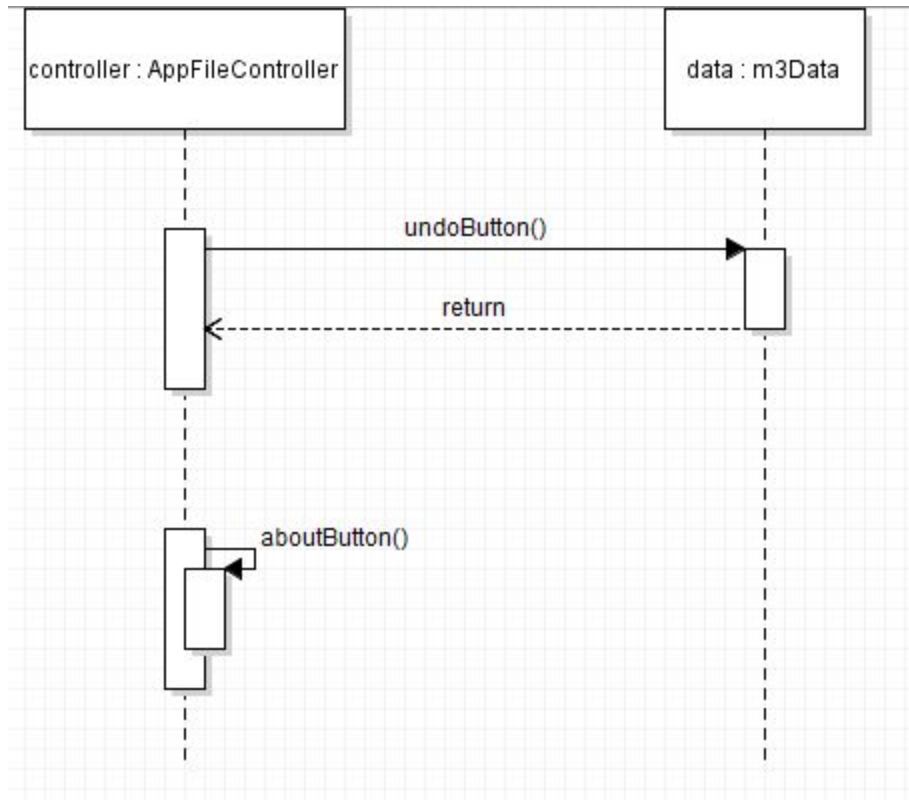 controller : AppFileController
data : m3Data
undoButton()
return
aboutButton()